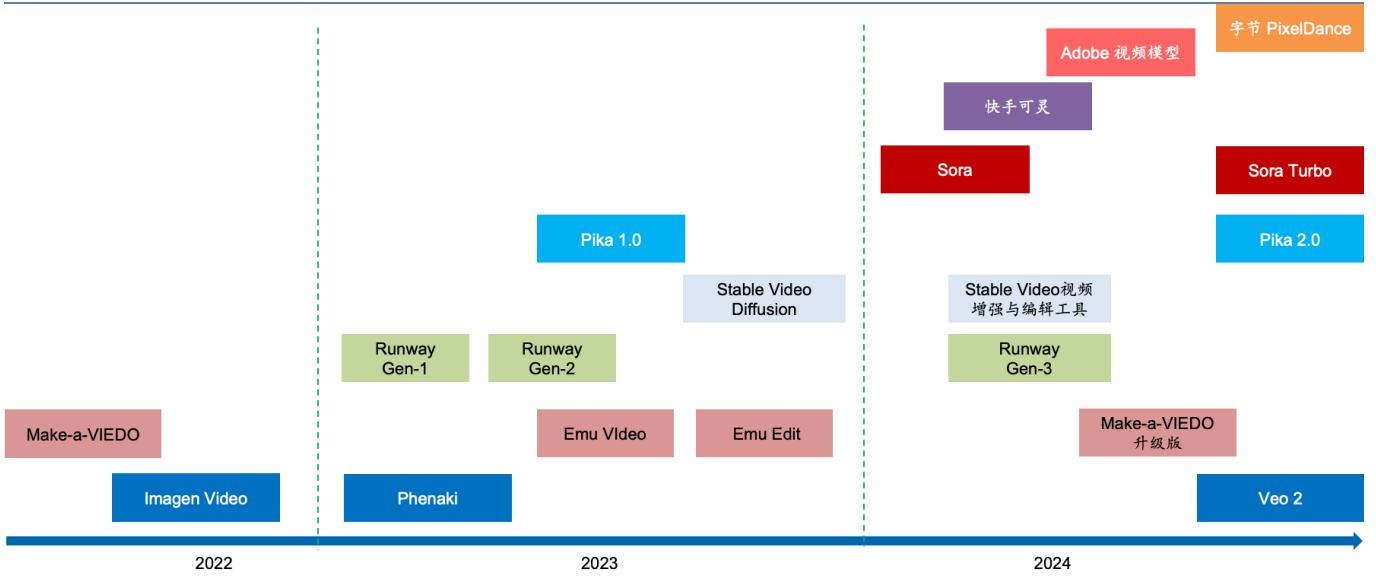 字节 PixelDance
Adobe 视频模型
快手可灵
Sora
Sora Turbo
Pika 1.0
Pika 2.0
Stable Video
Diffusion
Stable Video视频
增强与编辑工具
Runway
Gen-1
Runway
Gen-2
Runway
Gen-3
Make-a-VIEDO
Emu VIdeo
Emu Edit
Make-a-VIEDO
升级版
Imagen Video
Phenaki
Veo 2
2022
2023
2024